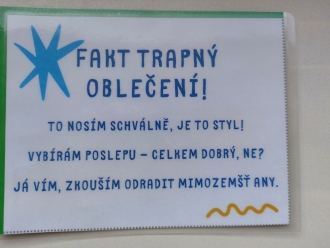 FAKT TRAPNÝ
OBLEČENÍ!
TO NOSÍM SCHVÁLNĚ, JE TO STYL!
VYBÍRÁM POSLEPU – CELKEM DOBRÝ, NE?
JÁ VÍM, ZKOUŠÍM ODRADIT MIMOZEMŠŤANY.